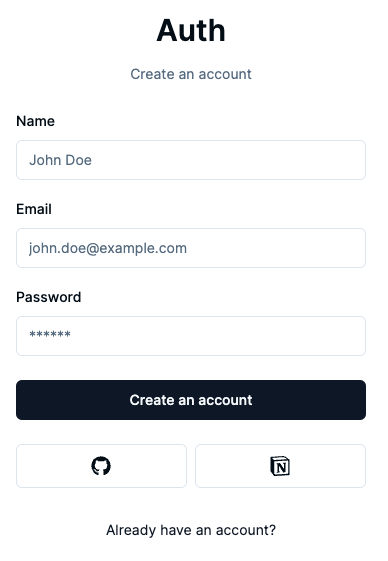 Auth
Create an account
Name
John Doe
Email
john.doe@example.com
Password
******
Create an account
N
Already have an account?